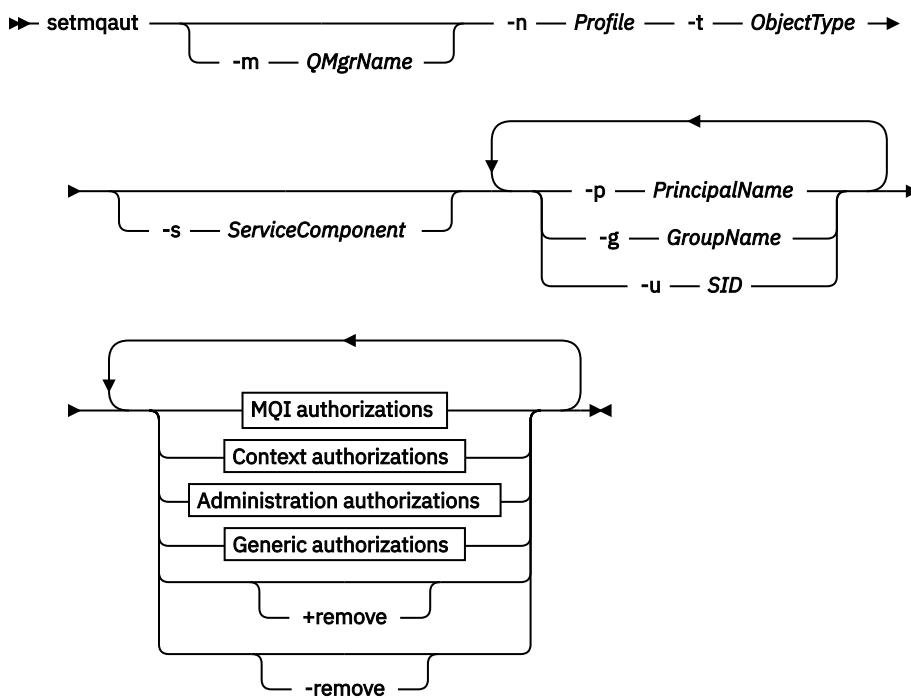 setmqaut -n Profile -t ObjectType
-m QMgrName
-p PrincipalName
-s ServiceComponent
-g GroupName
-u SID
MQI authorizations
Context authorizations
Administration authorizations
Generic authorizations
+remove
-remove